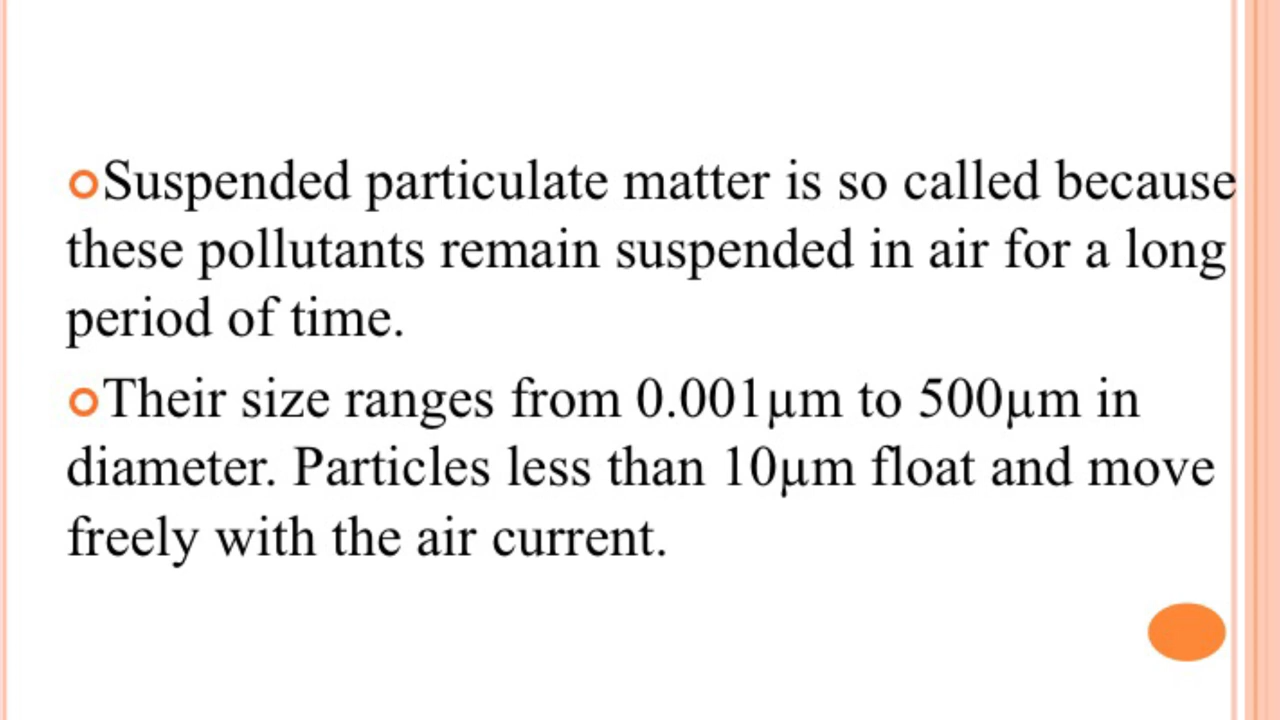 Suspended particulate matter is so called because
these pollutants remain suspended in air for a long
period of time.
Their size ranges from 0.001µm to 500µm in
diameter. Particles less than 10µm float and move
freely with the air current.